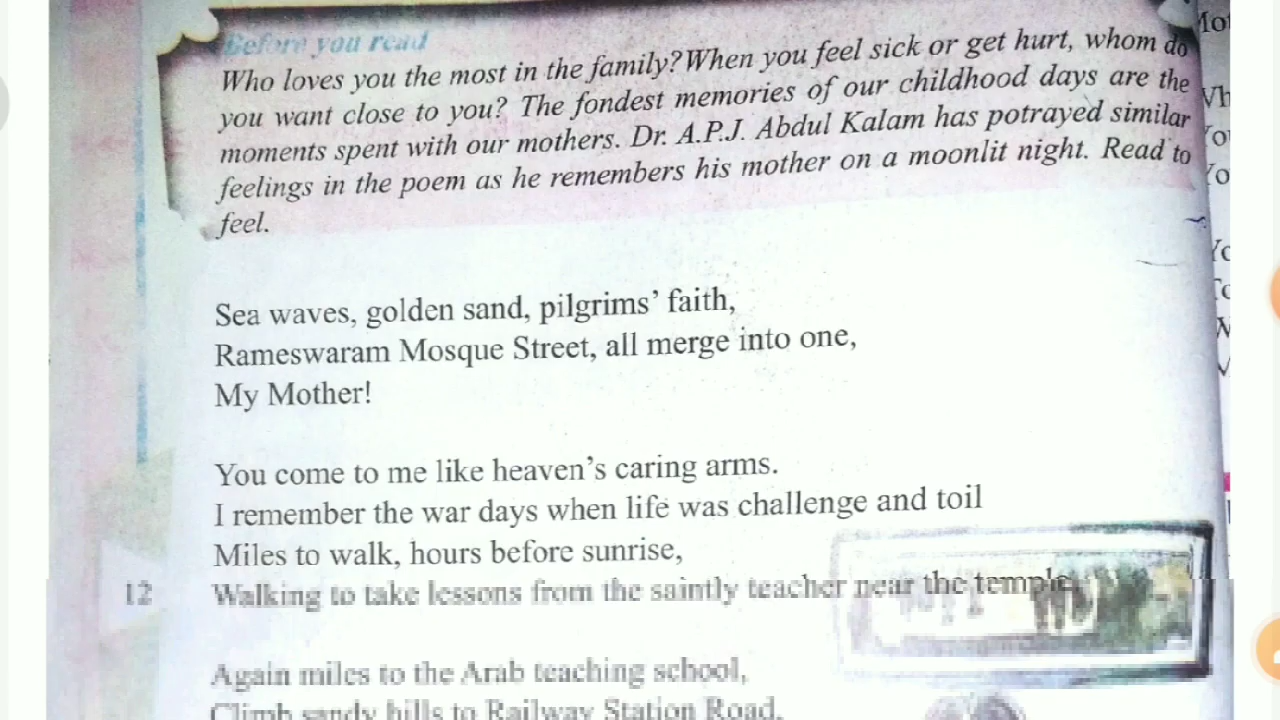 Before you read
Who loves you the most in the family? When you feel sick or get hurt, whom do
you want close to you? The fondest memories of our childhood days are the
moments spent with our mothers. Dr. A.P.J. Abdul Kalam has potrayed similar
feelings in the poem as he remembers his mother on a moonlit night. Read to
feel.
Sea waves, golden sand, pilgrims' faith,
Rameswaram Mosque Street, all merge into one,
My Mother!
You come to me like heaven's caring arms.
I remember the war days when life was challenge and toil
Miles to walk, hours before sunrise,
12
Walking to take lessons from the saintly teacher near the temple.
Again miles to the Arab teaching school,
Climb sandy hills to Railway Station Road,